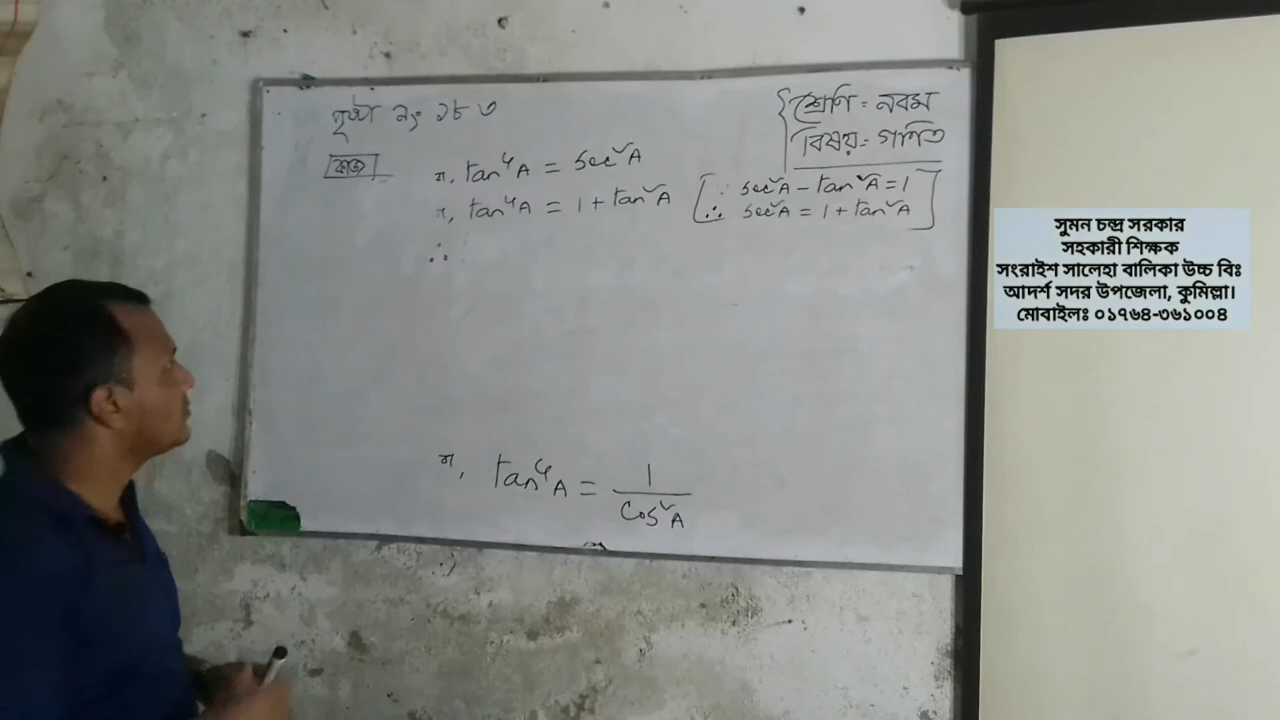 পৃষ্ঠা নং ১৮৩
শ্রেণি: নবম
বিষয়: গণিত
কাজ
বা, tan⁴A = sec²A
বা, tan⁴A = 1 + tan²A [∵ sec²A – tan²A = 1
∴ sec²A = 1 + tan²A]
∴
বা, tan⁴A = 1/cos²A
সুমন চন্দ্র সরকার
সহকারী শিক্ষক
সংরাইশ সালেহা বালিকা উচ্চ বিঃ
আদর্শ সদর উপজেলা, কুমিল্লা।
মোবাইলঃ ০১৭৬৪-৩৬১০০৪